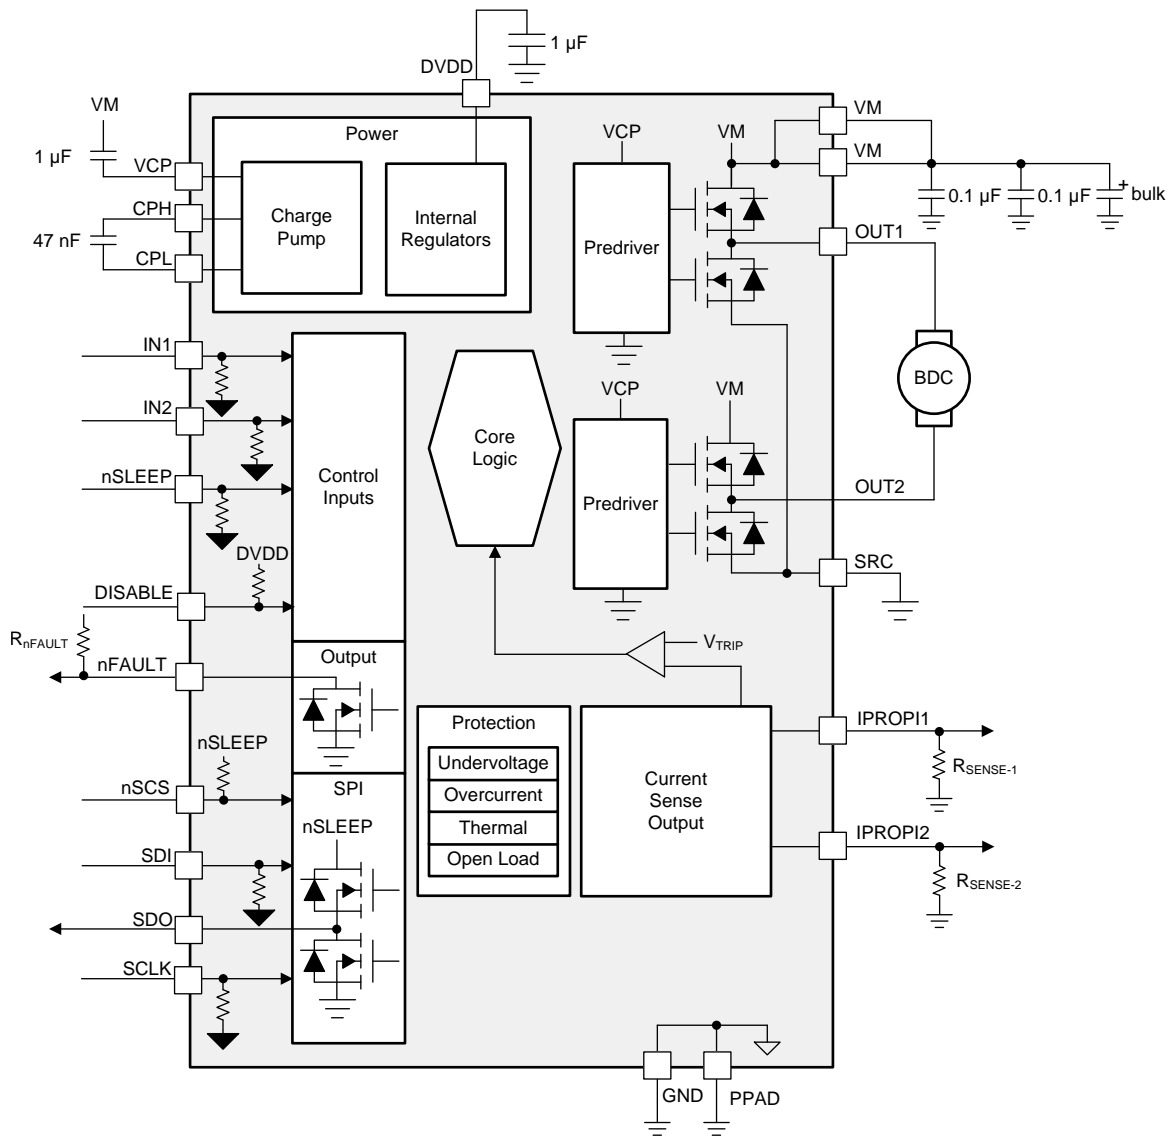 1 µF
DVDD
VM
1 µF
VCP
CPH
47 nF
CPL
Power
Charge
Pump
Internal
Regulators
VCP
VM
Predriver
VM
VM
0.1 µF
0.1 µF
+
bulk
OUT1
BDC
IN1
IN2
nSLEEP
DVDD
DISABLE
RnFAULT
nFAULT
Control
Inputs
Core
Logic
VCP
VM
Predriver
OUT2
SRC
VTRIP
Output
nSLEEP
nSCS
SPI
nSLEEP
SDI
SDO
SCLK
Protection
Undervoltage
Overcurrent
Thermal
Open Load
Current
Sense
Output
IPROPI1
RSENSE-1
IPROPI2
RSENSE-2
GND
PPAD